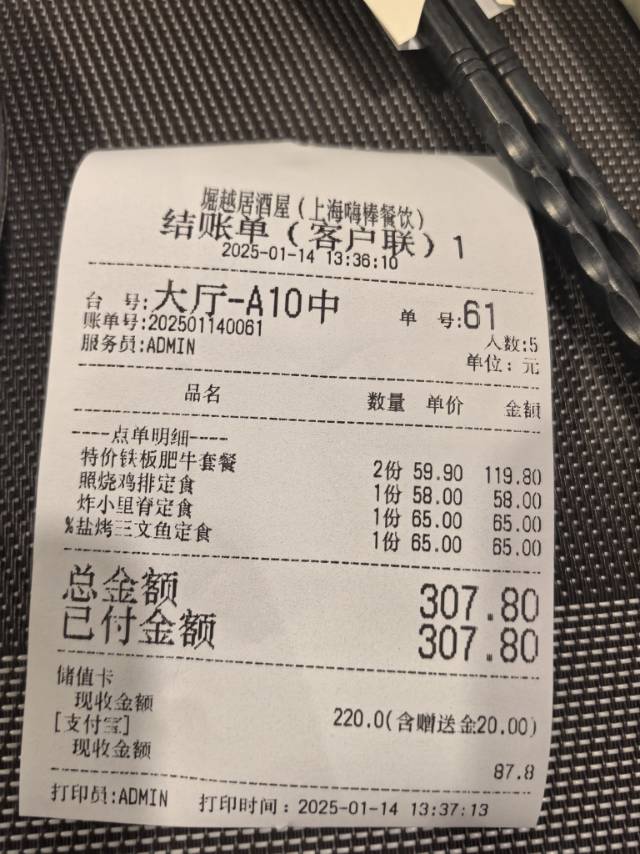 堀越居酒屋(上海嗨棒餐饮)
结账单(客户联)1
2025-01-14 13:36:10
台 号:大厅-A10中 单 号:61
账单号:202501140061 人数:5
服务员:ADMIN 单位:元
品名 数量 单价 金额
----点单明细----
特价铁板肥牛套餐 2份 59.90 119.80
照烧鸡排定食 1份 58.00 58.00
炸小里脊定食 1份 65.00 65.00
%盐烤三文鱼定食 1份 65.00 65.00
总金额 307.80
已付金额 307.80
储值卡
现收金额 220.0(含赠送金20.00)
[支付宝]
现收金额 87.8
打印员:ADMIN 打印时间:2025-01-14 13:37:13